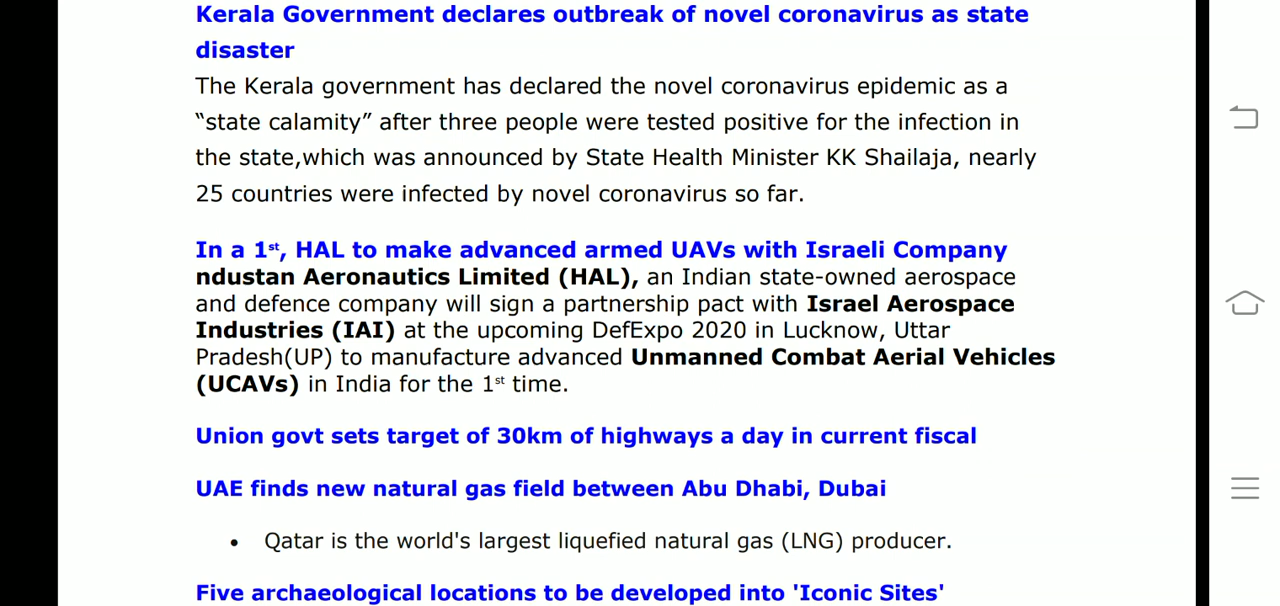 Kerala Government declares outbreak of novel coronavirus as state
disaster
The Kerala government has declared the novel coronavirus epidemic as a
“state calamity” after three people were tested positive for the infection in
the state,which was announced by State Health Minister KK Shailaja, nearly
25 countries were infected by novel coronavirus so far.
In a 1st, HAL to make advanced armed UAVs with Israeli Company
ndustan Aeronautics Limited (HAL), an Indian state-owned aerospace
and defence company will sign a partnership pact with Israel Aerospace
Industries (IAI) at the upcoming DefExpo 2020 in Lucknow, Uttar
Pradesh(UP) to manufacture advanced Unmanned Combat Aerial Vehicles
(UCAVs) in India for the 1st time.
Union govt sets target of 30km of highways a day in current fiscal
UAE finds new natural gas field between Abu Dhabi, Dubai
• Qatar is the world's largest liquefied natural gas (LNG) producer.
Five archaeological locations to be developed into 'Iconic Sites'